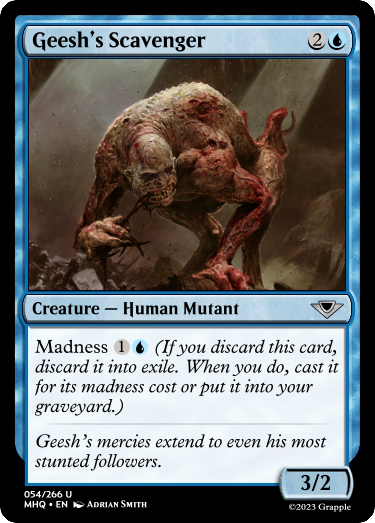 Geesh's Scavenger 2
Creature — Human Mutant
Madness 1 (If you discard this card,
discard it into exile. When you do, cast it
for its madness cost or put it into your
graveyard.)
Geesh's mercies extend to even his most
stunted followers.
3/2
054/266 U
MHQ • EN Adrian Smith
©2023 Grapple